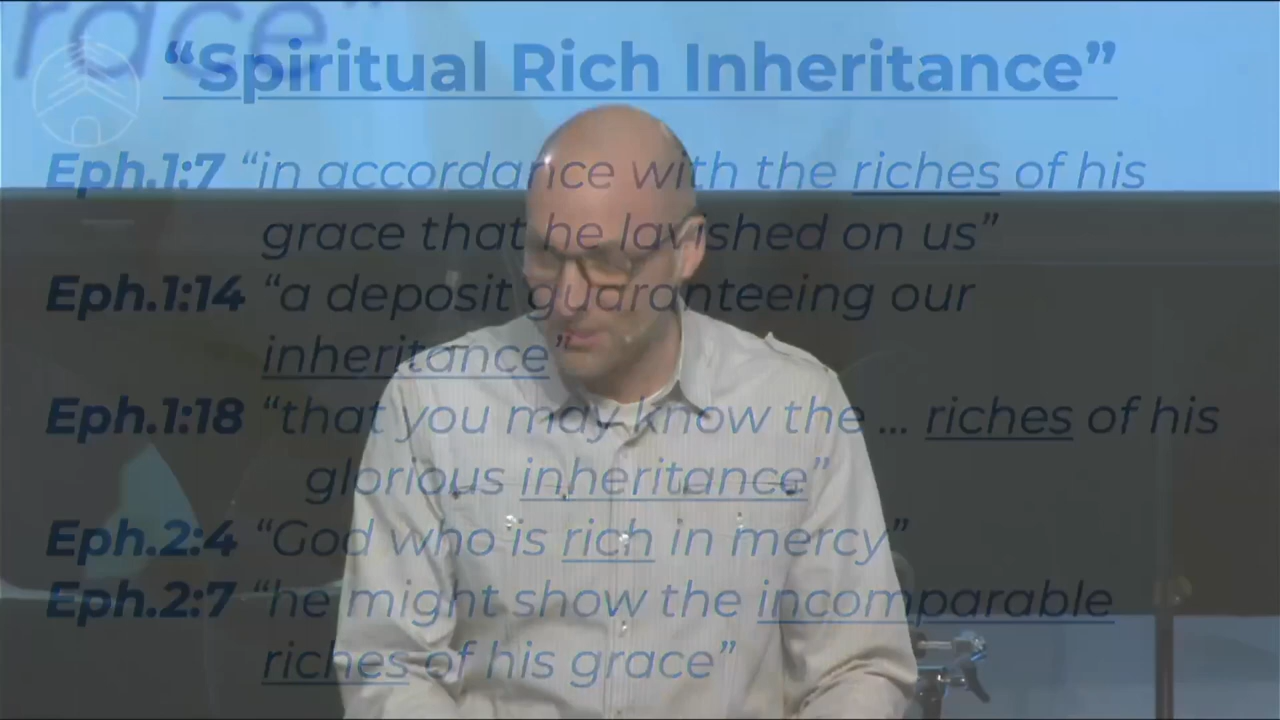 race”
“Spiritual Rich Inheritance”
Eph.1:7 “in accordance with the riches of his
grace that he lavished on us”
Eph.1:14 “a deposit guaranteeing our
inheritance”
Eph.1:18 “that you may know the ... riches of his
glorious inheritance”
Eph.2:4 “God who is rich in mercy”
Eph.2:7 “he might show the incomparable
riches of his grace”